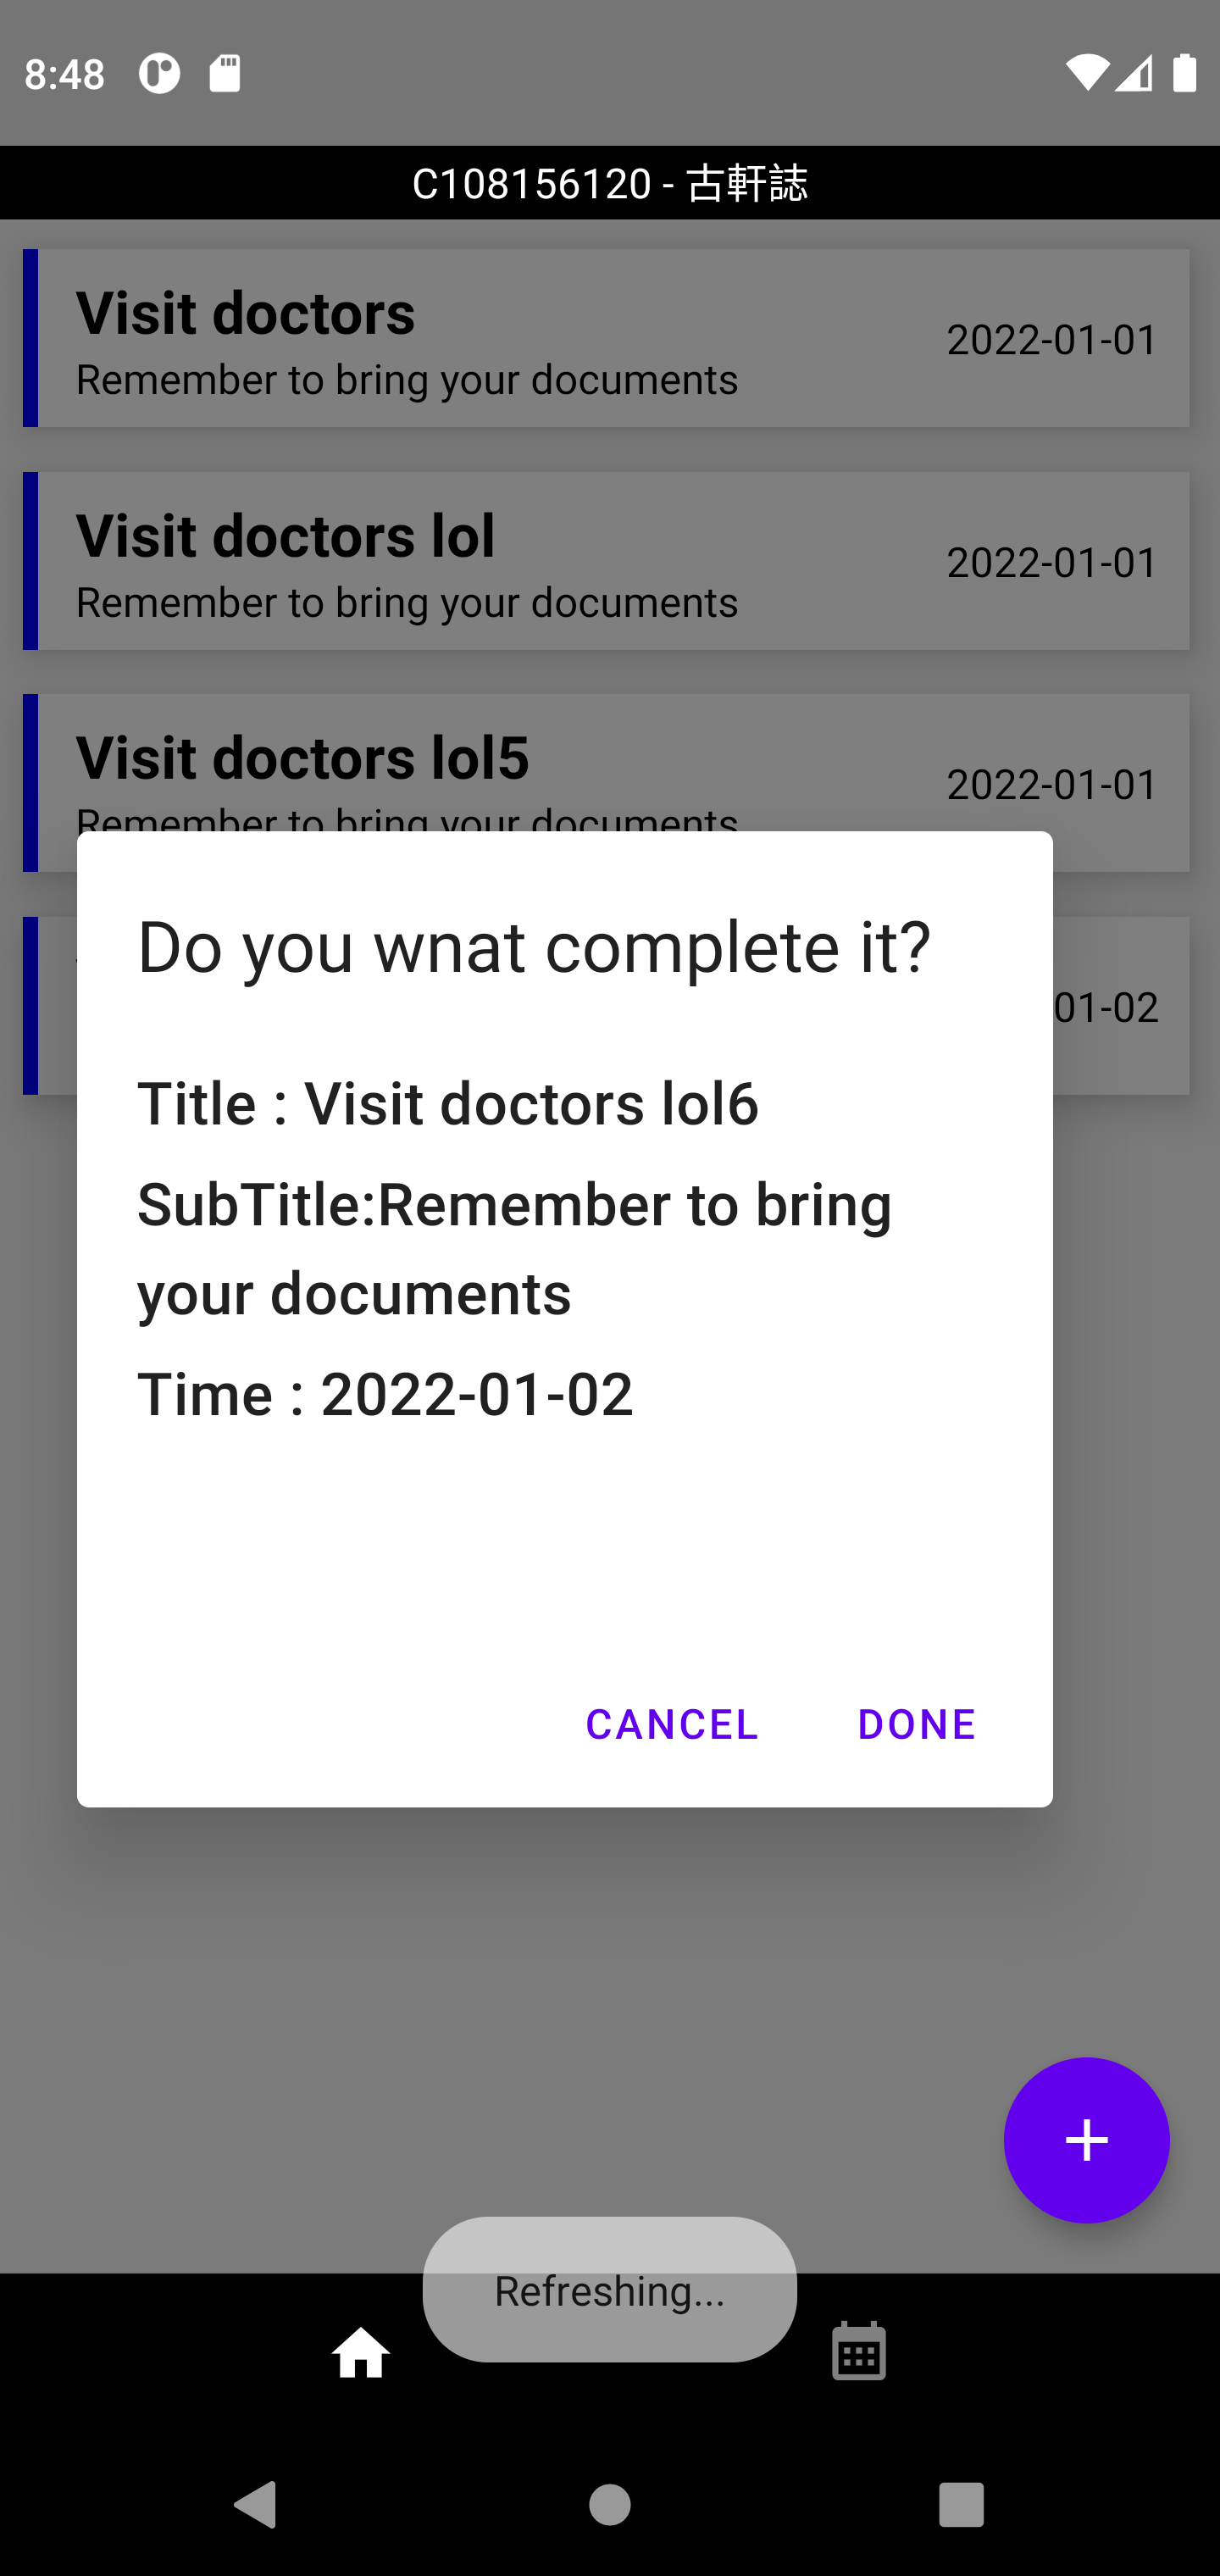 8:48
C108156120 - 古軒誌
Visit doctors
Remember to bring your documents
2022-01-01
Visit doctors lol
Remember to bring your documents
2022-01-01
Visit doctors lol5
Remember to bring your documents
2022-01-01
01-02
Do you wnat complete it?
Title : Visit doctors lol6
SubTitle:Remember to bring
your documents
Time : 2022-01-02
CANCEL DONE
Refreshing...